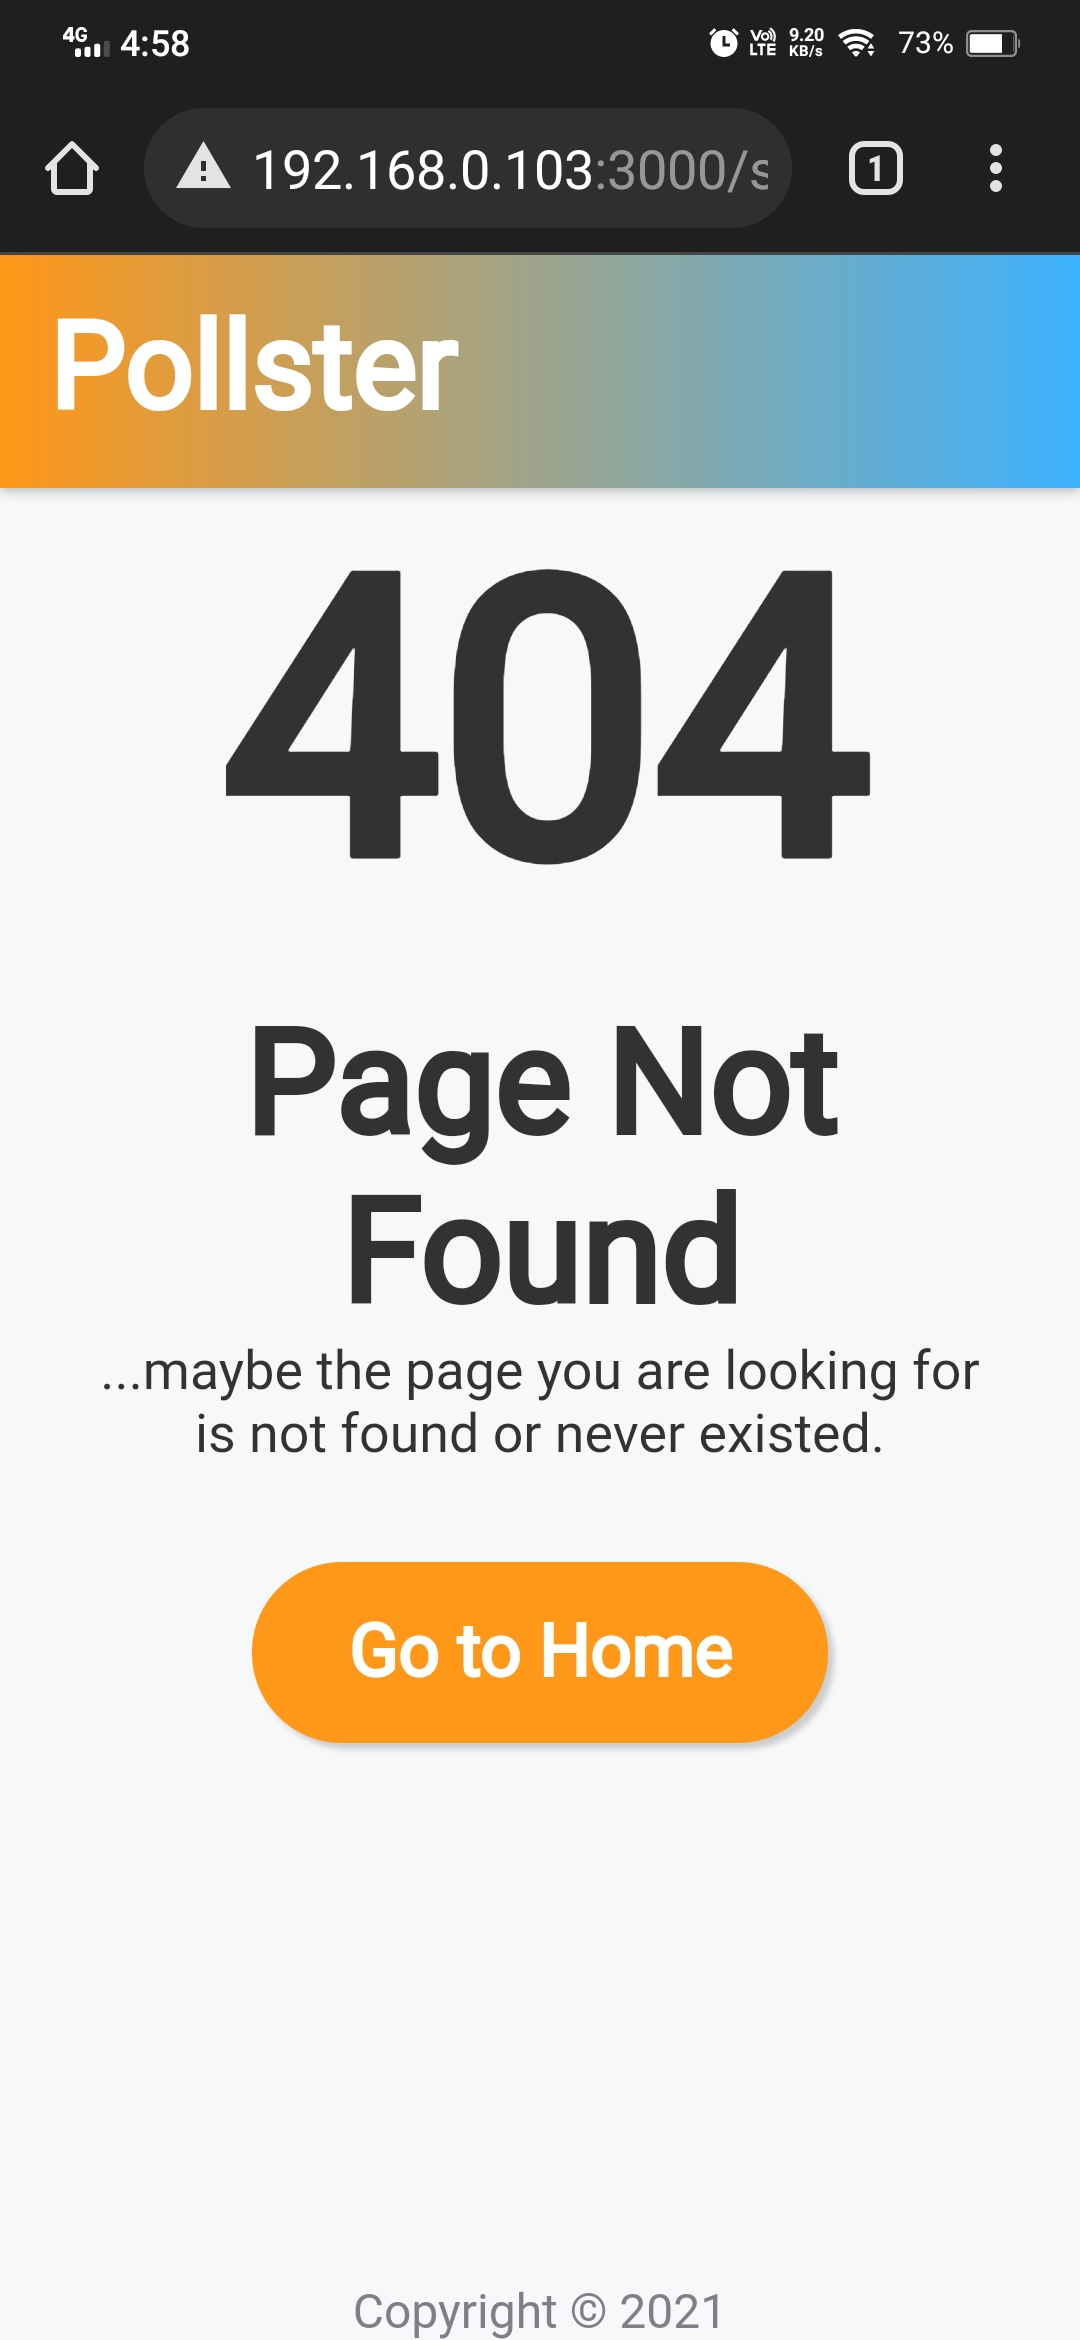 4G 4:58 Vo) LTE 9.20 KB/s 73%
192.168.0.103:3000/s 1
Pollster
404
Page Not
Found
...maybe the page you are looking for
is not found or never existed.
Go to Home
Copyright © 2021